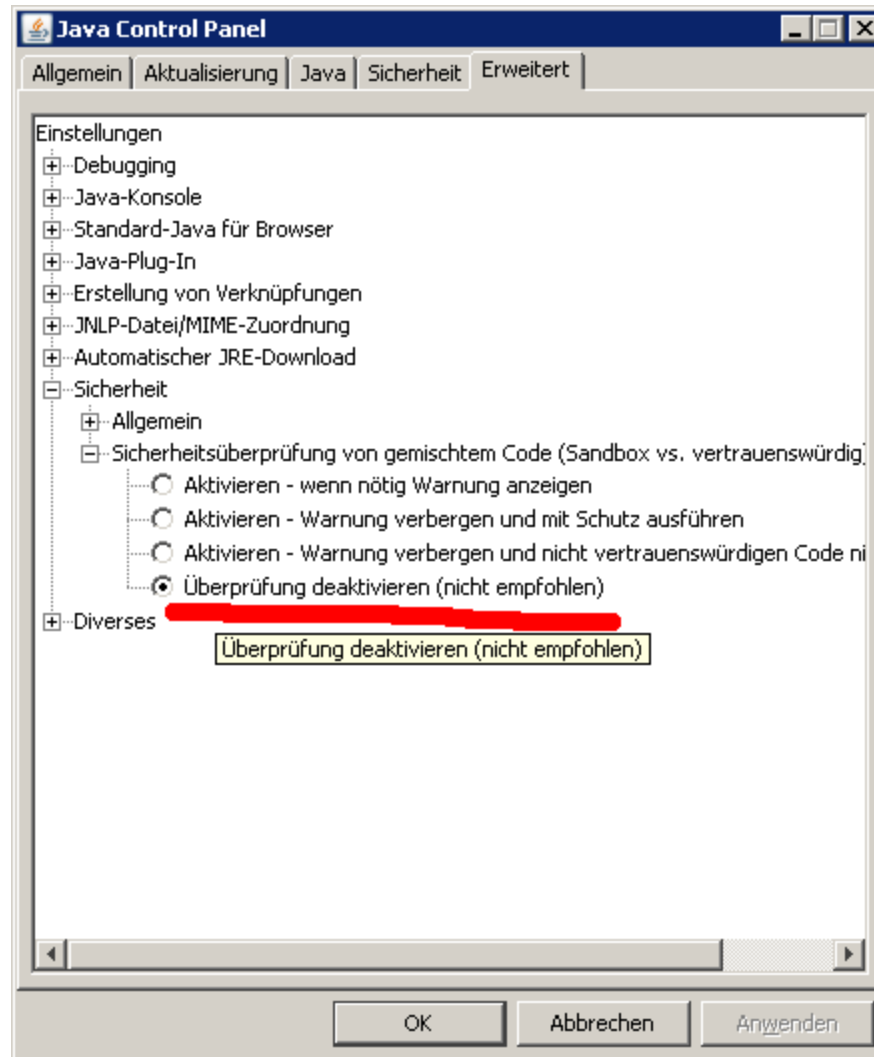 Java Control Panel
Allgemein Aktualisierung Java Sicherheit Erweitert
Einstellungen
Debugging
Java-Konsole
Standard-Java für Browser
Java-Plug-In
Erstellung von Verknüpfungen
JNLP-Datei/MIME-Zuordnung
Automatischer JRE-Download
Sicherheit
Allgemein
Sicherheitsüberprüfung von gemischtem Code (Sandbox vs. vertrauenswürdig)
Aktivieren - wenn nötig Warnung anzeigen
Aktivieren - Warnung verbergen und mit Schutz ausführen
Aktivieren - Warnung verbergen und nicht vertrauenswürdigen Code ni
Überprüfung deaktivieren (nicht empfohlen)
Diverses
Überprüfung deaktivieren (nicht empfohlen)
OK Abbrechen Anwenden